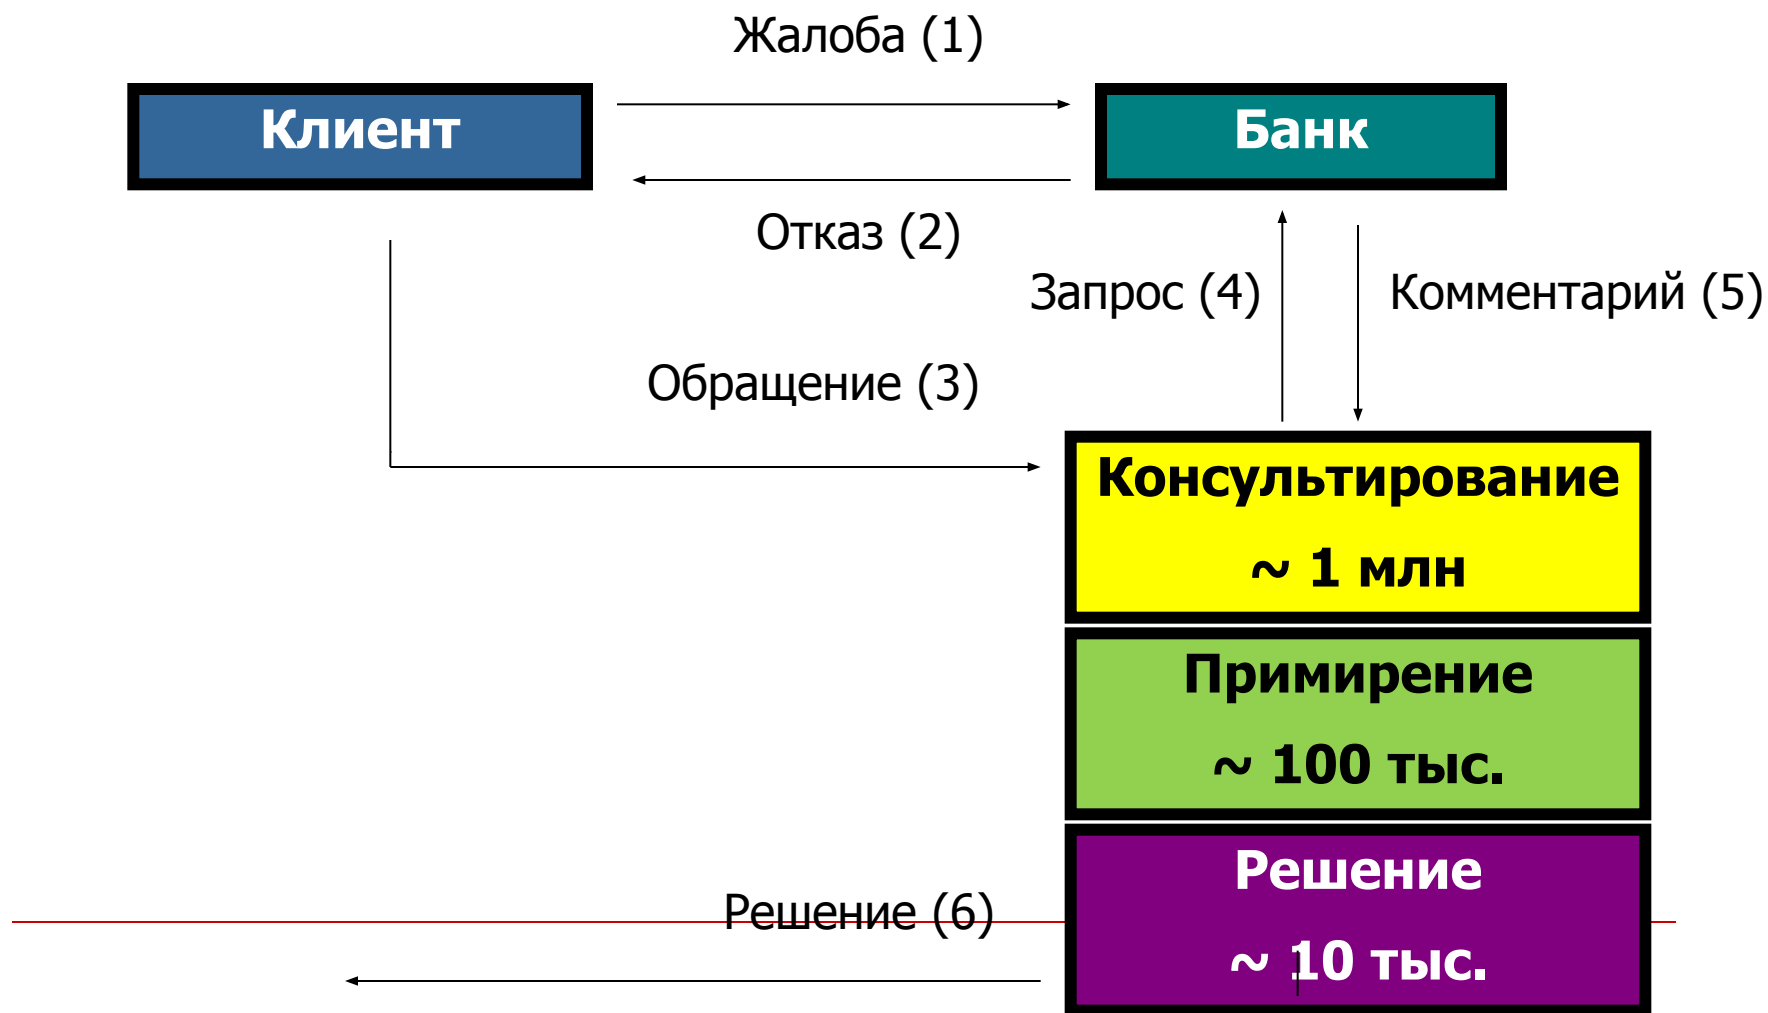 Жалоба (1)
Клиент
Банк
Отказ (2)
Запрос (4)
Комментарий (5)
Обращение (3)
Консультирование
~ 1 млн
Примирение
~ 100 тыс.
Решение
~ 10 тыс.
Решение (6)